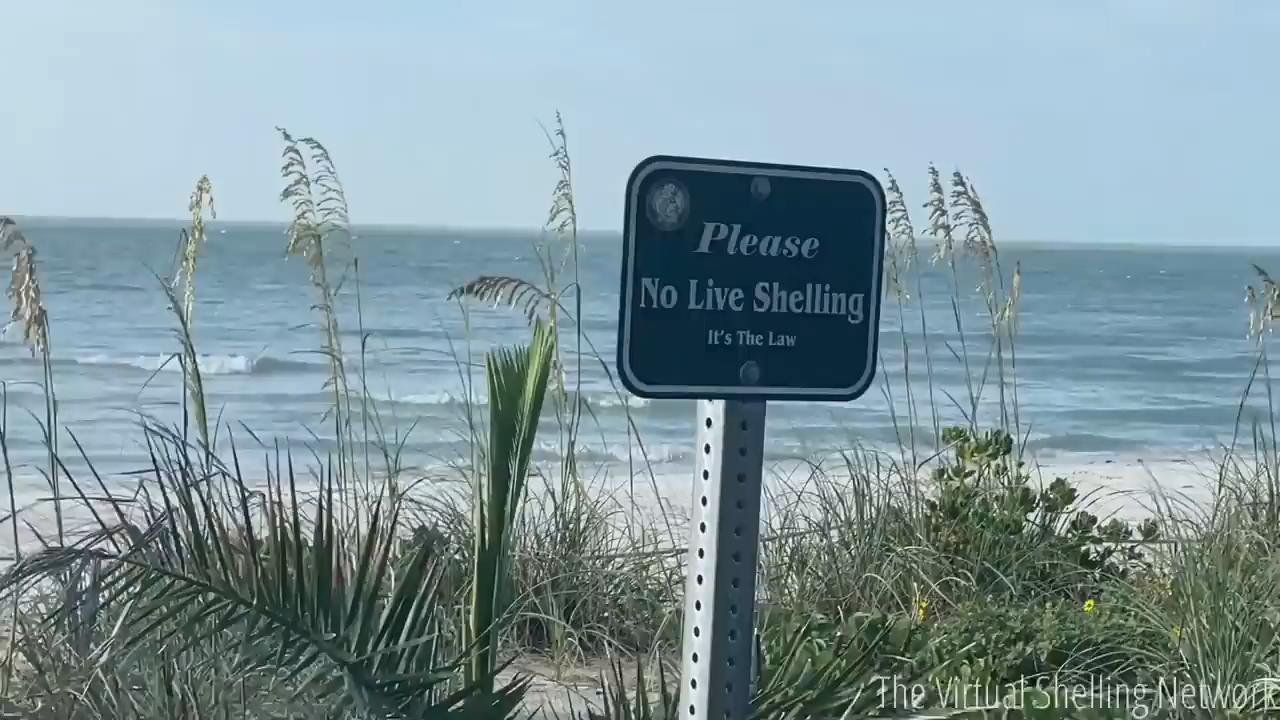 Please
No Live Shelling
It's The Law
The Virtual Shelling Network